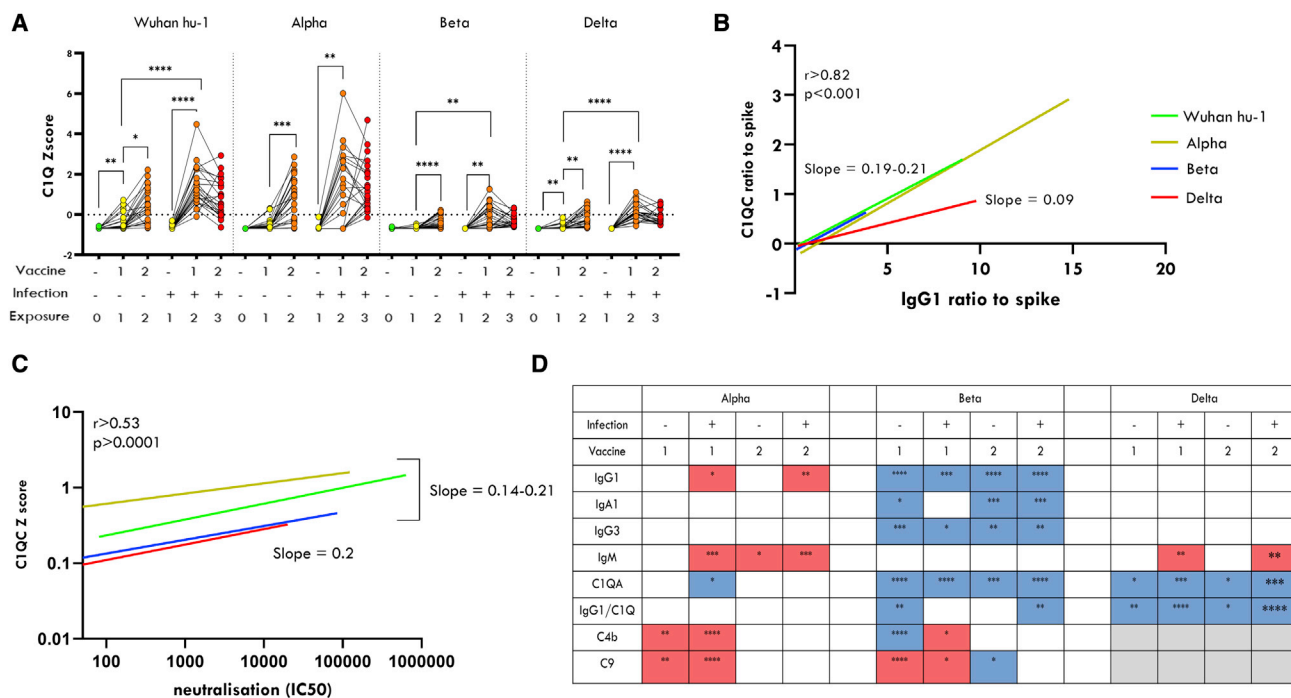 A
Wuhan hu-1 Alpha Beta Delta
C1Q Zscore
8
6
4
2
0
-2
**** ** ** ****
** * **** *** **** ** ** ** ****
Vaccine - 1 2 - 1 2 - 1 2 - 1 2 - 1 2 - 1 2 - 1 2 - 1 2
Infection - - - + + + - - - + + + - - - + + + - - - + + +
Exposure 0 1 2 1 2 3 0 1 2 1 2 3 0 1 2 1 2 3 0 1 2 1 2 3
B
C1QC ratio to spike
4
3
2
1
0
-1
r>0.82
p<0.001
Slope = 0.19-0.21
Slope = 0.09
5 10 15 20
IgG1 ratio to spike
Wuhan hu-1
Alpha
Beta
Delta
C
C1QC Z score
10
1
0.1
0.01
r>0.53
p>0.0001
Slope = 0.14-0.21
Slope = 0.2
100 1000 10000 100000 1000000
neutralisation (IC50)
D
Alpha Beta Delta
Infection - + - + - + - + - + - +
Vaccine 1 1 2 2 1 1 2 2 1 1 2 2
IgG1 * ** **** *** **** ****
IgA1 * *** ***
IgG3 *** * ** **
IgM *** * *** ** **
C1QA * **** **** *** **** * *** * ***
IgG1/C1Q ** ** ** **** * ****
C4b ** **** **** *
C9 ** **** **** * *